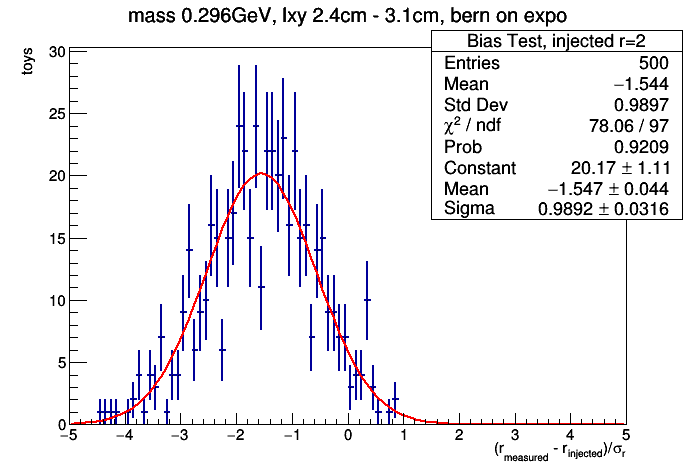 mass 0.296GeV, lxy 2.4cm - 3.1cm, bern on expo
Bias Test, injected r=2
Entries 500
Mean −1.544
Std Dev 0.9897
χ² / ndf 78.06 / 97
Prob 0.9209
Constant 20.17 ± 1.11
Mean −1.547 ± 0.044
Sigma 0.9892 ± 0.0316
toys
30
25
20
15
10
5
0
−5 −4 −3 −2 −1 0 1 2 3 4 5
(r_measured - r_injected)/σ_r